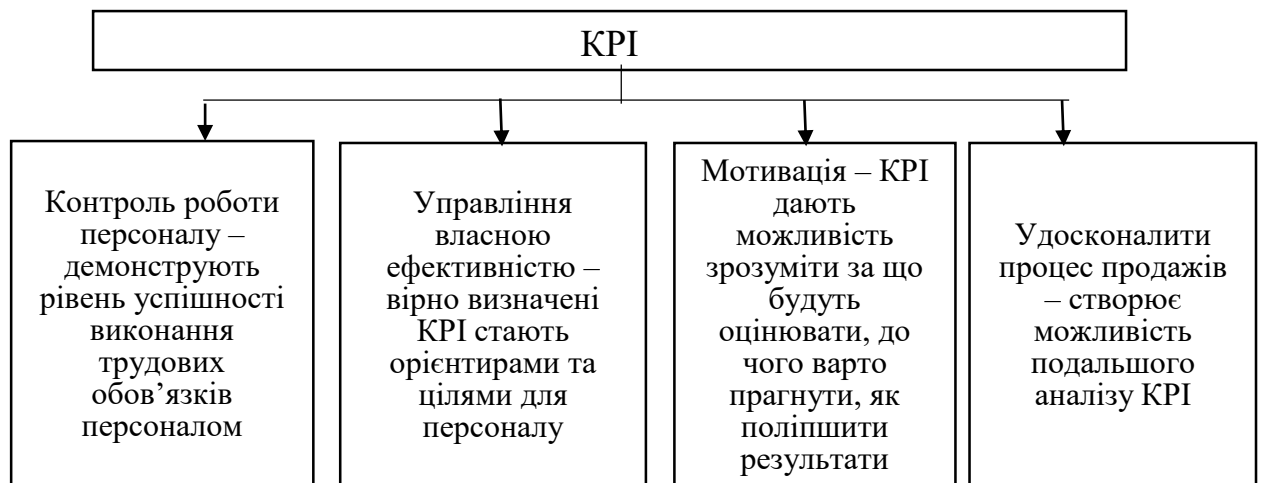 КРІ
Контроль роботи
персоналу –
демонструють
рівень успішності
виконання
трудових
обов’язків
персоналом
Управління
власною
ефективністю –
вірно визначені
КРІ стають
орієнтирами та
цілями для
персоналу
Мотивація – КРІ
дають
можливість
зрозуміти за що
будуть
оцінювати, до
чого варто
прагнути, як
поліпшити
результати
Удосконалити
процес продажів
– створює
можливість
подальшого
аналізу КРІ